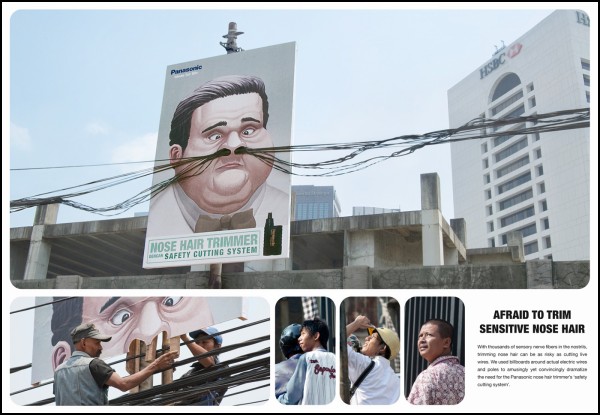 Panasonic
HSBC
NOSE HAIR TRIMMER
DENGAN SAFETY CUTTING SYSTEM
AFRAID TO TRIM
SENSITIVE NOSE HAIR
With thousands of sensory nerve fibers in the nostrils,
trimming nose hair can be as risky as cutting live
wires. We used billboards around actual electric wires
and poles to amusingly yet convincingly dramatize
the need for the Panasonic nose hair trimmer's 'safety
cutting system'.